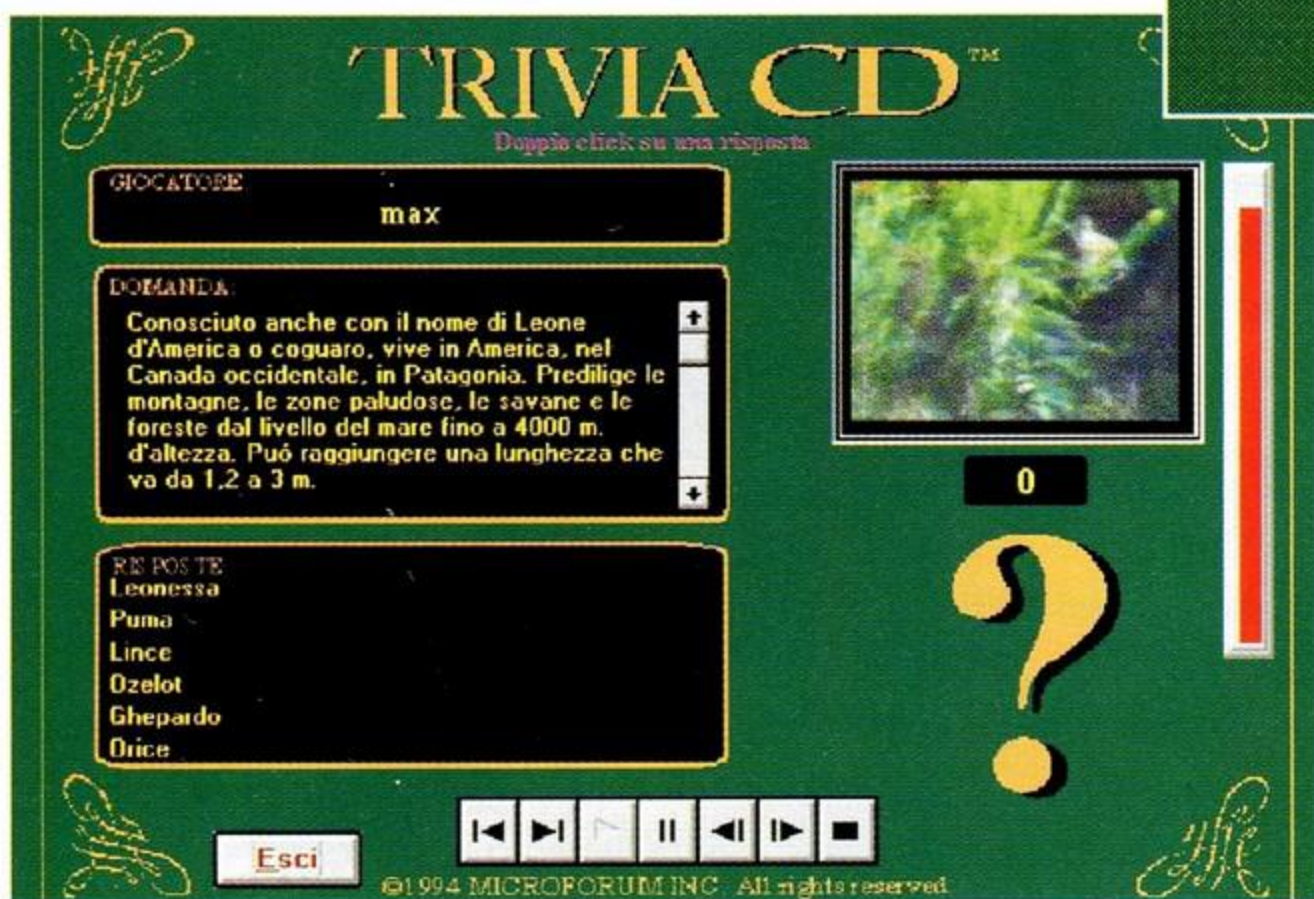 TRIVIA CD™
Doppio click su una risposta
GIOCATORE
max
DOMANDA:
Conosciuto anche con il nome di Leone
d'America o coguaro, vive in America, nel
Canada occidentale, in Patagonia. Predilige le
montagne, le zone paludose, le savane e le
foreste dal livello del mare fino a 4000 m.
d'altezza. Puó raggiungere una lunghezza che
va da 1,2 a 3 m.
0
RISPOSTE
Leonessa
Puma
Lince
Ozelot
Ghepardo
Orice
?
Esci
©1994 MICROFORUM INC. All rights reserved